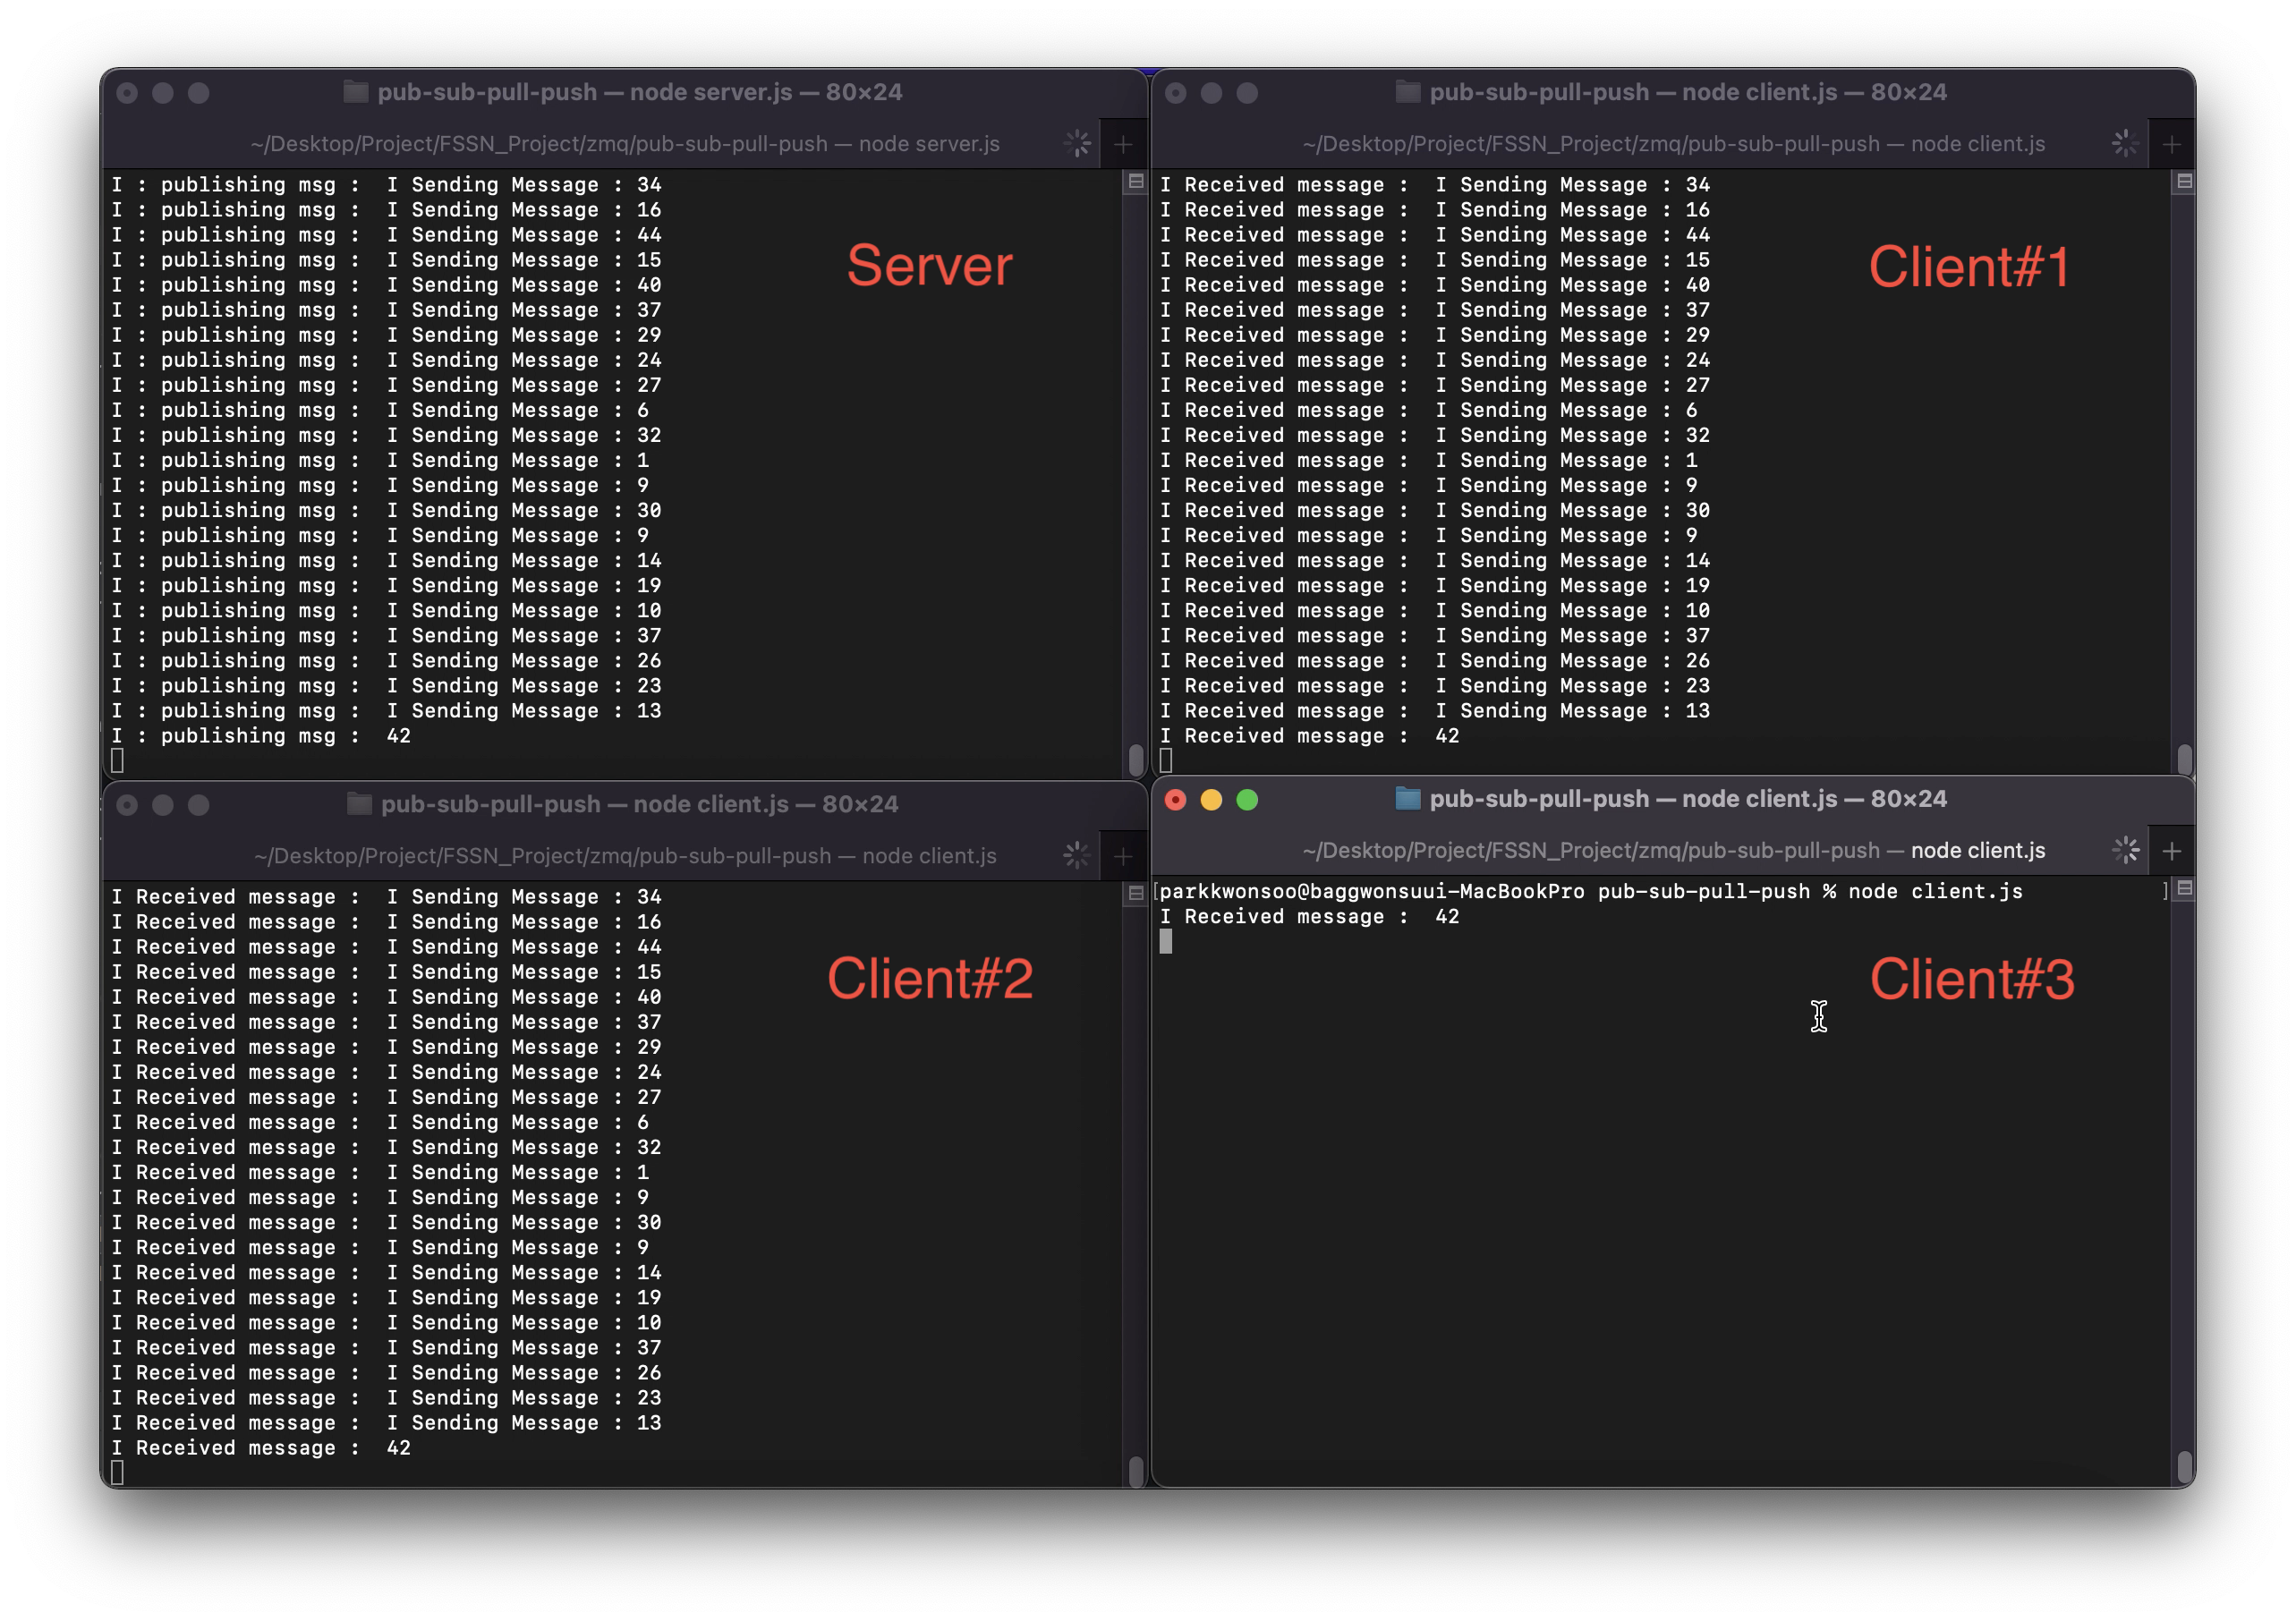 pub-sub-pull-push — node server.js — 80×24
~/Desktop/Project/FSSN_Project/zmq/pub-sub-pull-push — node server.js
I : publishing msg :  I Sending Message : 34
I : publishing msg :  I Sending Message : 16
I : publishing msg :  I Sending Message : 44
I : publishing msg :  I Sending Message : 15
I : publishing msg :  I Sending Message : 40
I : publishing msg :  I Sending Message : 37
I : publishing msg :  I Sending Message : 29
I : publishing msg :  I Sending Message : 24
I : publishing msg :  I Sending Message : 27
I : publishing msg :  I Sending Message : 6
I : publishing msg :  I Sending Message : 32
I : publishing msg :  I Sending Message : 1
I : publishing msg :  I Sending Message : 9
I : publishing msg :  I Sending Message : 30
I : publishing msg :  I Sending Message : 9
I : publishing msg :  I Sending Message : 14
I : publishing msg :  I Sending Message : 19
I : publishing msg :  I Sending Message : 10
I : publishing msg :  I Sending Message : 37
I : publishing msg :  I Sending Message : 26
I : publishing msg :  I Sending Message : 23
I : publishing msg :  I Sending Message : 13
I : publishing msg :  42
Server
pub-sub-pull-push — node client.js — 80×24
~/Desktop/Project/FSSN_Project/zmq/pub-sub-pull-push — node client.js
I Received message :  I Sending Message : 34
I Received message :  I Sending Message : 16
I Received message :  I Sending Message : 44
I Received message :  I Sending Message : 15
I Received message :  I Sending Message : 40
I Received message :  I Sending Message : 37
I Received message :  I Sending Message : 29
I Received message :  I Sending Message : 24
I Received message :  I Sending Message : 27
I Received message :  I Sending Message : 6
I Received message :  I Sending Message : 32
I Received message :  I Sending Message : 1
I Received message :  I Sending Message : 9
I Received message :  I Sending Message : 30
I Received message :  I Sending Message : 9
I Received message :  I Sending Message : 14
I Received message :  I Sending Message : 19
I Received message :  I Sending Message : 10
I Received message :  I Sending Message : 37
I Received message :  I Sending Message : 26
I Received message :  I Sending Message : 23
I Received message :  I Sending Message : 13
I Received message :  42
Client#1
pub-sub-pull-push — node client.js — 80×24
~/Desktop/Project/FSSN_Project/zmq/pub-sub-pull-push — node client.js
I Received message :  I Sending Message : 34
I Received message :  I Sending Message : 16
I Received message :  I Sending Message : 44
I Received message :  I Sending Message : 15
I Received message :  I Sending Message : 40
I Received message :  I Sending Message : 37
I Received message :  I Sending Message : 29
I Received message :  I Sending Message : 24
I Received message :  I Sending Message : 27
I Received message :  I Sending Message : 6
I Received message :  I Sending Message : 32
I Received message :  I Sending Message : 1
I Received message :  I Sending Message : 9
I Received message :  I Sending Message : 30
I Received message :  I Sending Message : 9
I Received message :  I Sending Message : 14
I Received message :  I Sending Message : 19
I Received message :  I Sending Message : 10
I Received message :  I Sending Message : 37
I Received message :  I Sending Message : 26
I Received message :  I Sending Message : 23
I Received message :  I Sending Message : 13
I Received message :  42
Client#2
pub-sub-pull-push — node client.js — 80×24
~/Desktop/Project/FSSN_Project/zmq/pub-sub-pull-push — node client.js
[parkkwonsoo@baggwonsuui-MacBookPro pub-sub-pull-push % node client.js ]
I Received message :  42
Client#3